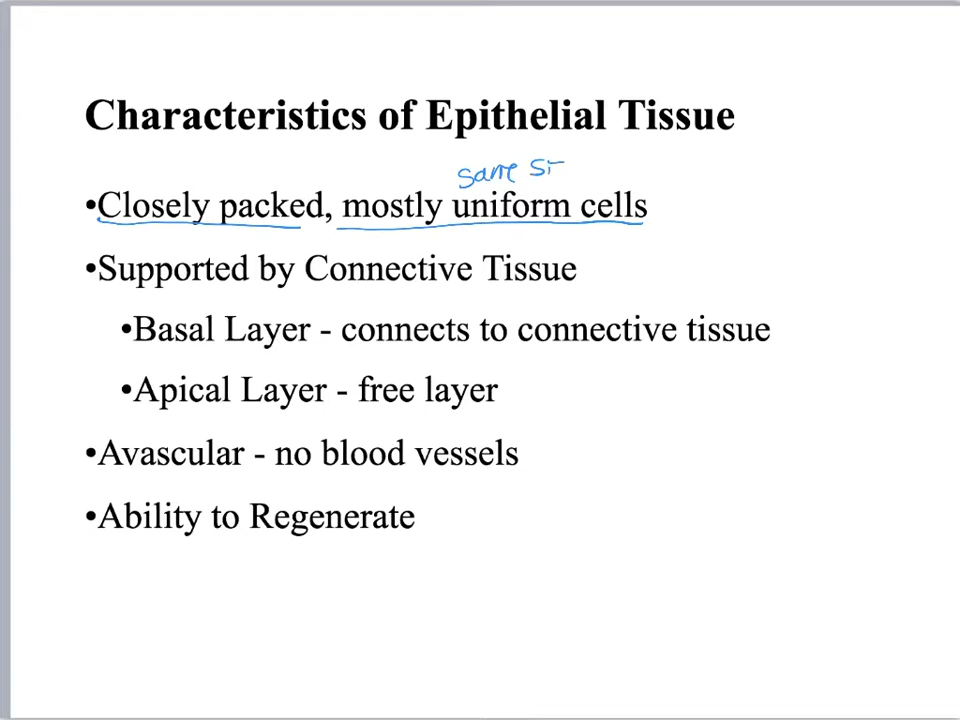 Characteristics of Epithelial Tissue
same
•Closely packed, mostly uniform cells
•Supported by Connective Tissue
•Basal Layer - connects to connective tissue
•Apical Layer - free layer
•Avascular - no blood vessels
•Ability to Regenerate